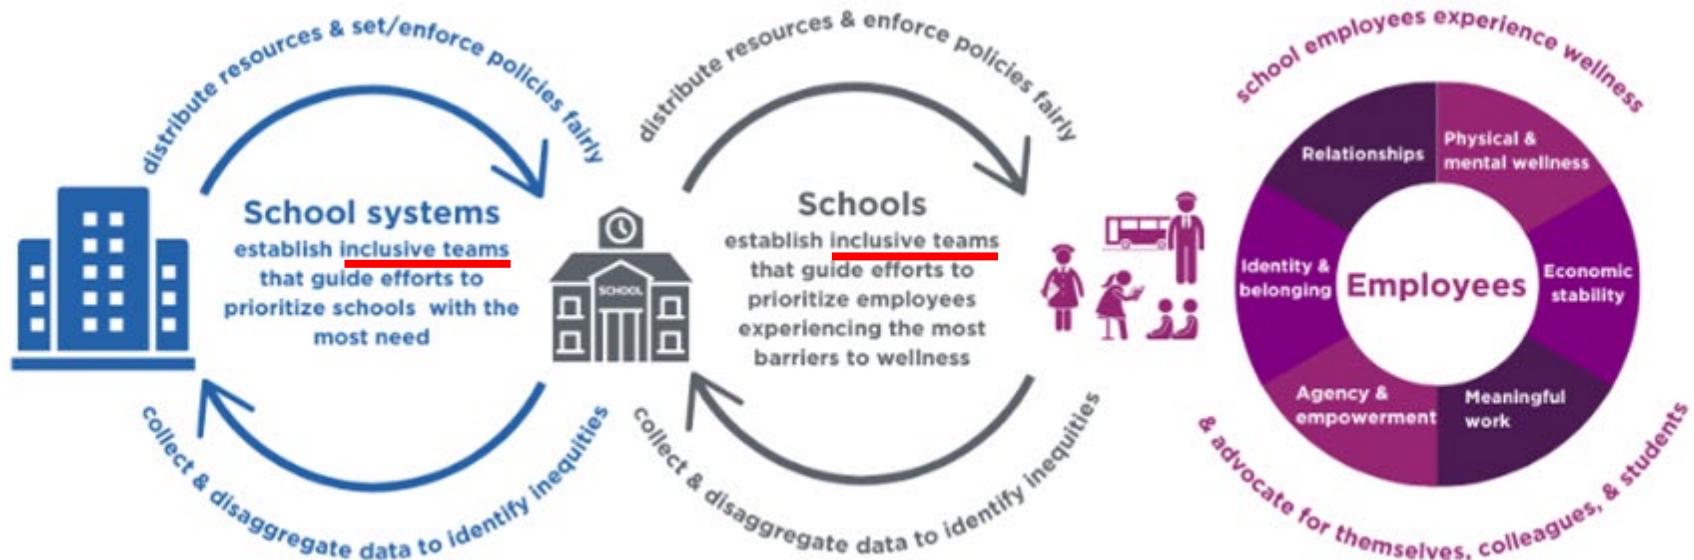 distribute resources & set/enforce policies fairly
School systems
establish inclusive teams
that guide efforts to
prioritize schools with the
most need
collect & disaggregate data to identify inequities
SCHOOL
distribute resources & enforce policies fairly
Schools
establish inclusive teams
that guide efforts to
prioritize employees
experiencing the most
barriers to wellness
collect & disaggregate data to identify inequities
school employees experience wellness
Relationships
Physical &
mental wellness
Identity &
belonging
Employees
Economic
stability
Agency &
empowerment
Meaningful
work
& advocate for themselves, colleagues, & students